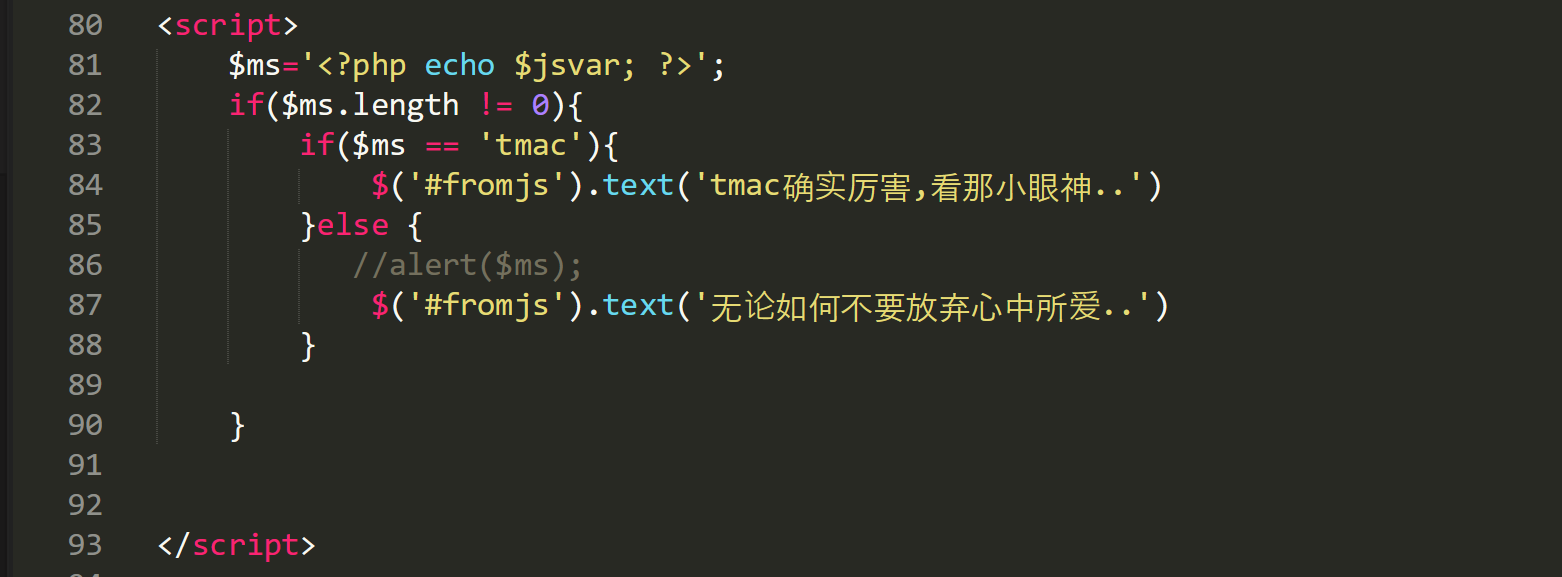 80 <script>
81 $ms='<?php echo $jsvar; ?>';
82 if($ms.length != 0){
83 if($ms == 'tmac'){
84 $('#fromjs').text('tmac确实厉害,看那小眼神..')
85 }else {
86 //alert($ms);
87 $('#fromjs').text('无论如何不要放弃心中所爱..')
88 }
89
90 }
91
92
93 </script>